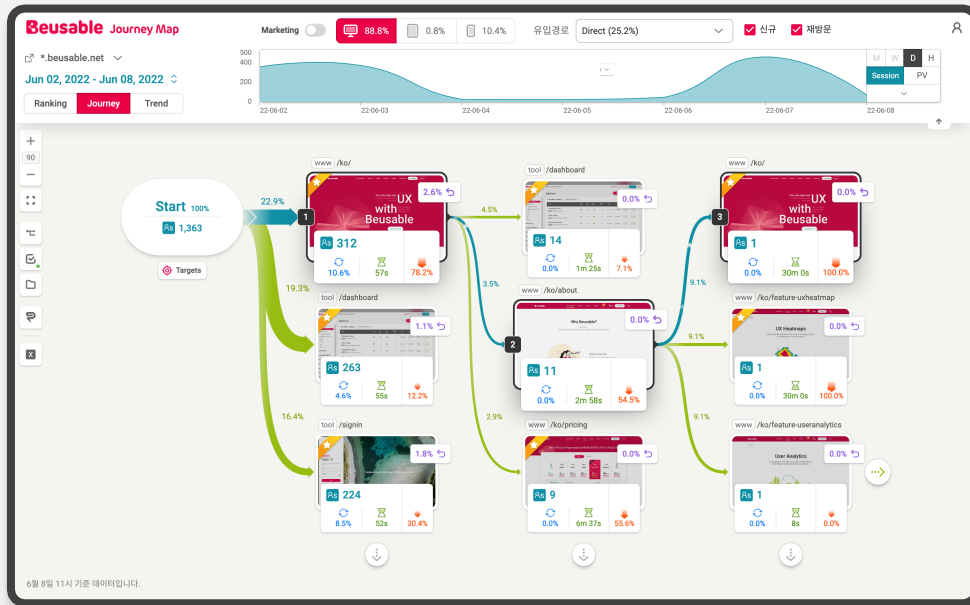 Beusable Journey Map
Marketing
88.8%
0.8%
10.4%
유입경로
Direct (25.2%)
신규
재방문
*.beusable.net
Jun 02, 2022 - Jun 08, 2022
Ranking
Journey
Trend
500
400
200
0
22-06-02
22-06-03
22-06-04
22-06-05
22-06-06
22-06-07
22-06-08
M W D H
Session PV
90
Start 100%
1,363
Targets
22.9%
19.3%
16.4%
www /ko/
UX
with
Beusable
2.6%
1
312
10.6% 57s 78.2%
tool /dashboard
1.1%
263
4.6% 55s 12.2%
tool /signin
1.8%
224
8.5% 52s 30.4%
4.5%
3.5%
2.9%
tool /dashboard
0.0%
14
0.0% 1m 25s 7.1%
www /ko/about
Why Beusable?
0.0%
2
11
0.0% 2m 58s 54.5%
www /ko/pricing
0.0%
9
0.0% 6m 37s 55.6%
9.1%
9.1%
9.1%
www /ko/
UX
with
Beusable
0.0%
3
1
0.0% 30m 0s 100.0%
www /ko/feature-uxheatmap
UX Heatmaps
0.0%
1
0.0% 30m 0s 100.0%
www /ko/feature-useranalytics
User Analytics
0.0%
1
0.0% 8s 0.0%
6월 8일 11시 기준 데이터입니다.